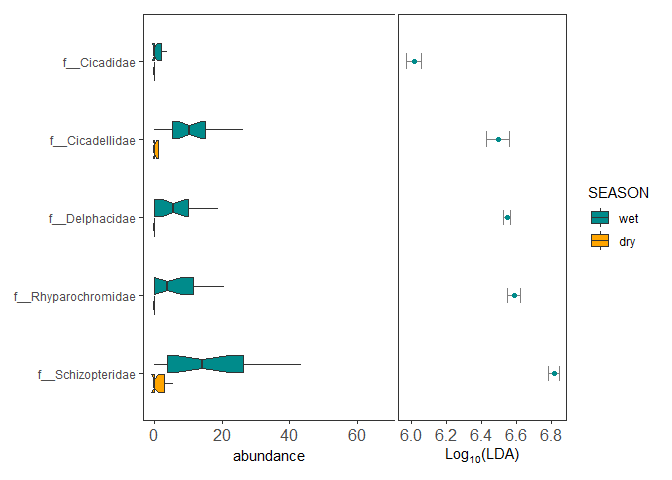 f__Cicadidae
f__Cicadellidae
f__Delphacidae
f__Rhyparochromidae
f__Schizopteridae
0 20 40 60
abundance
6.0 6.2 6.4 6.6 6.8
Log₁₀(LDA)
SEASON
wet
dry